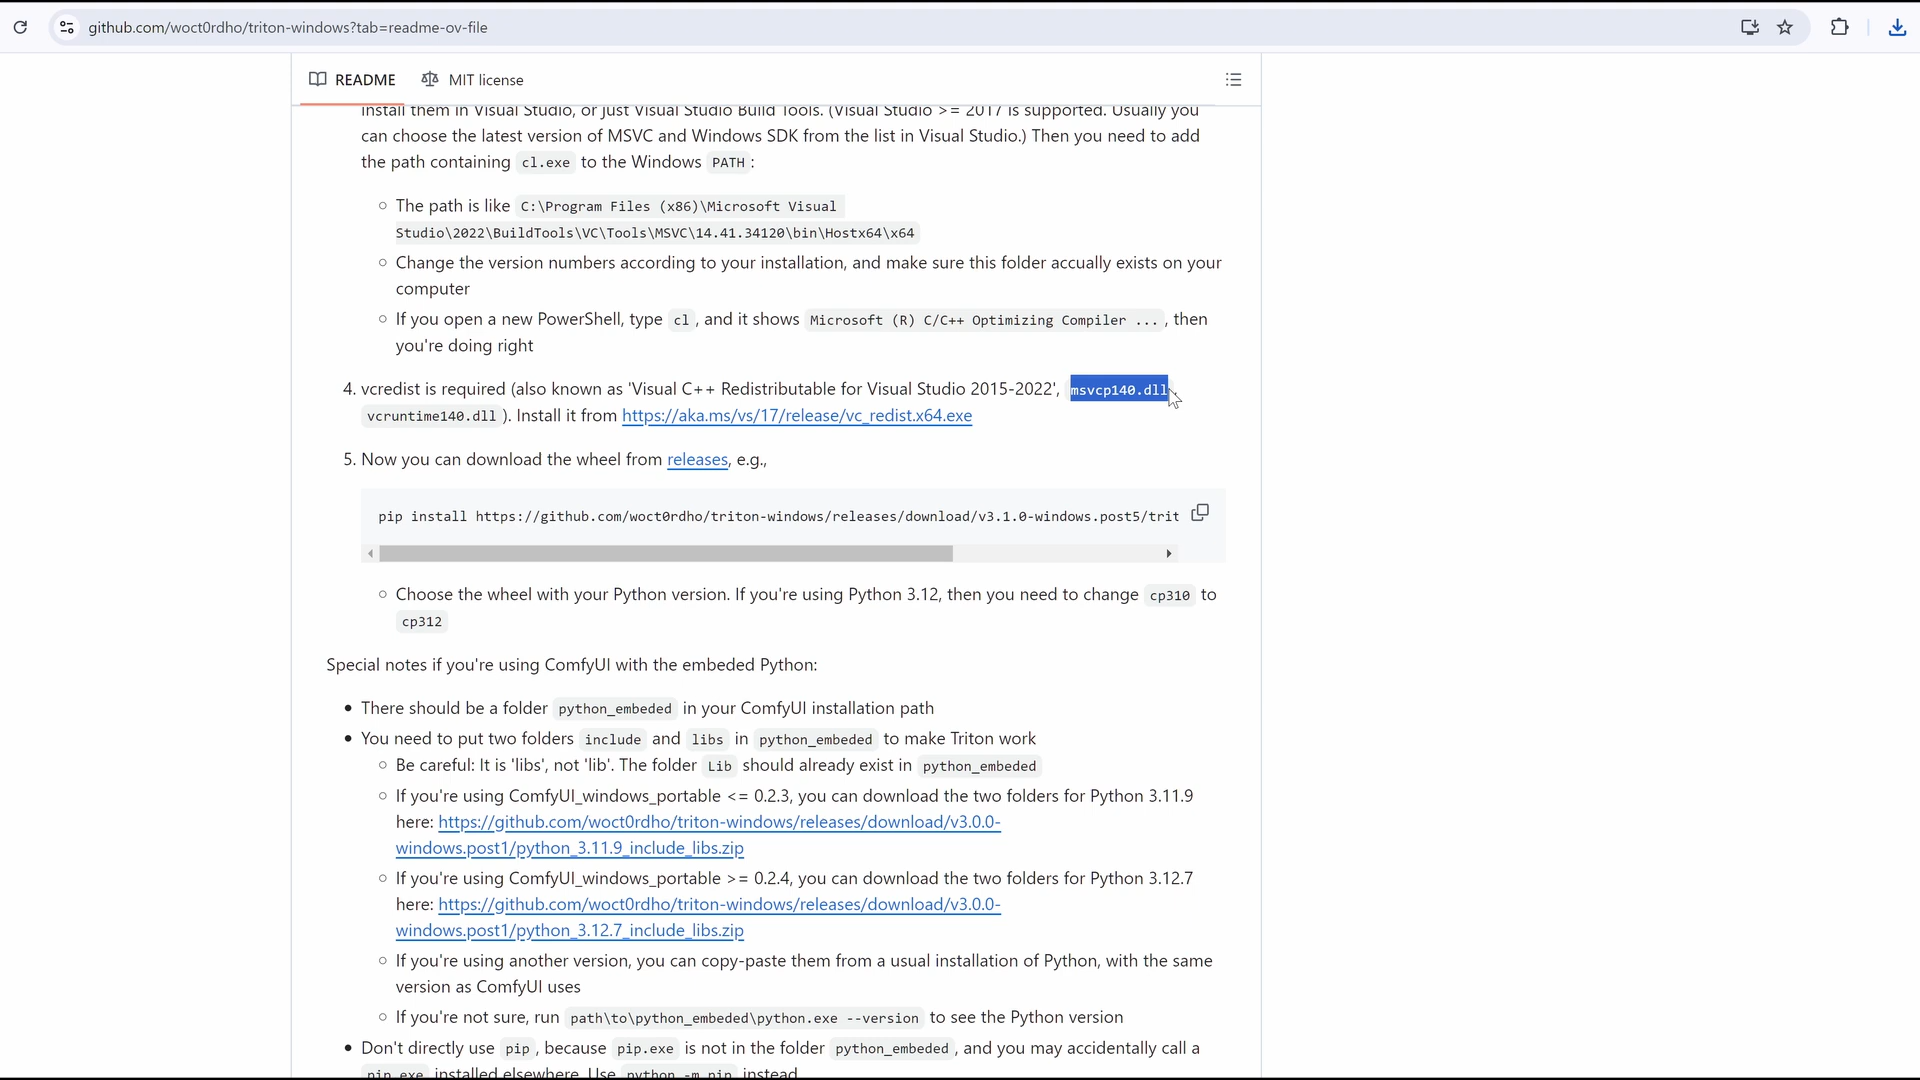 github.com/woct0rdho/triton-windows?tab=readme-ov-file
README MIT license
install them in Visual Studio, or just Visual Studio Build Tools. (Visual Studio >= 2017 is supported. Usually you
can choose the latest version of MSVC and Windows SDK from the list in Visual Studio.) Then you need to add
the path containing cl.exe to the Windows PATH :
The path is like C:\Program Files (x86)\Microsoft Visual
Studio\2022\BuildTools\VC\Tools\MSVC\14.41.34120\bin\Hostx64\x64
Change the version numbers according to your installation, and make sure this folder accually exists on your
computer
If you open a new PowerShell, type cl , and it shows Microsoft (R) C/C++ Optimizing Compiler ... , then
you're doing right
4. vcredist is required (also known as 'Visual C++ Redistributable for Visual Studio 2015-2022', msvcp140.dll
vcruntime140.dll ). Install it from https://aka.ms/vs/17/release/vc_redist.x64.exe
5. Now you can download the wheel from releases, e.g.,
pip install https://github.com/woct0rdho/triton-windows/releases/download/v3.1.0-windows.post5/trit
Choose the wheel with your Python version. If you're using Python 3.12, then you need to change cp310 to
cp312
Special notes if you're using ComfyUI with the embeded Python:
There should be a folder python_embeded in your ComfyUI installation path
You need to put two folders include and libs in python_embeded to make Triton work
Be careful: It is 'libs', not 'lib'. The folder Lib should already exist in python_embeded
If you're using ComfyUI_windows_portable <= 0.2.3, you can download the two folders for Python 3.11.9
here: https://github.com/woct0rdho/triton-windows/releases/download/v3.0.0-
windows.post1/python_3.11.9_include_libs.zip
If you're using ComfyUI_windows_portable >= 0.2.4, you can download the two folders for Python 3.12.7
here: https://github.com/woct0rdho/triton-windows/releases/download/v3.0.0-
windows.post1/python_3.12.7_include_libs.zip
If you're using another version, you can copy-paste them from a usual installation of Python, with the same
version as ComfyUI uses
If you're not sure, run path\to\python_embeded\python.exe --version to see the Python version
Don't directly use pip , because pip.exe is not in the folder python_embeded , and you may accidentally call a
pip.exe installed elsewhere. Use python -m pip instead